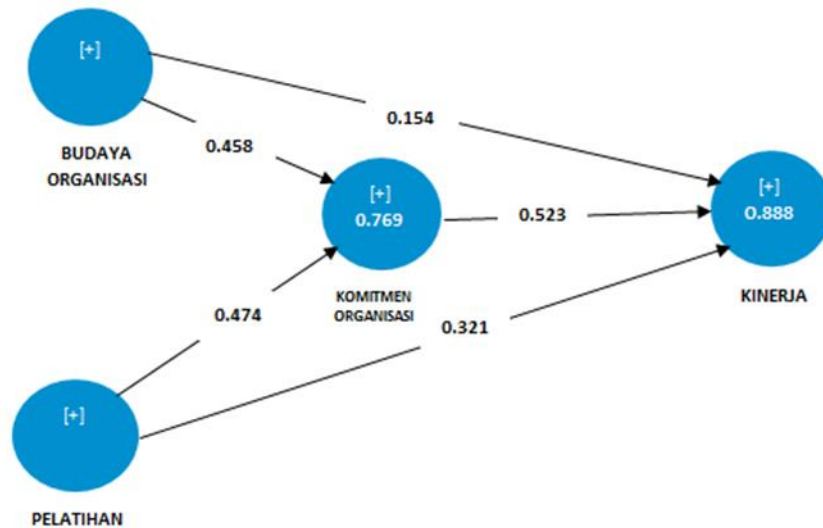 [+]
BUDAYA
ORGANISASI
0.154
0.458
[+]
0.769
KOMITMEN
ORGANISASI
0.523
[+]
0.888
KINERJA
0.474
0.321
[+]
PELATIHAN